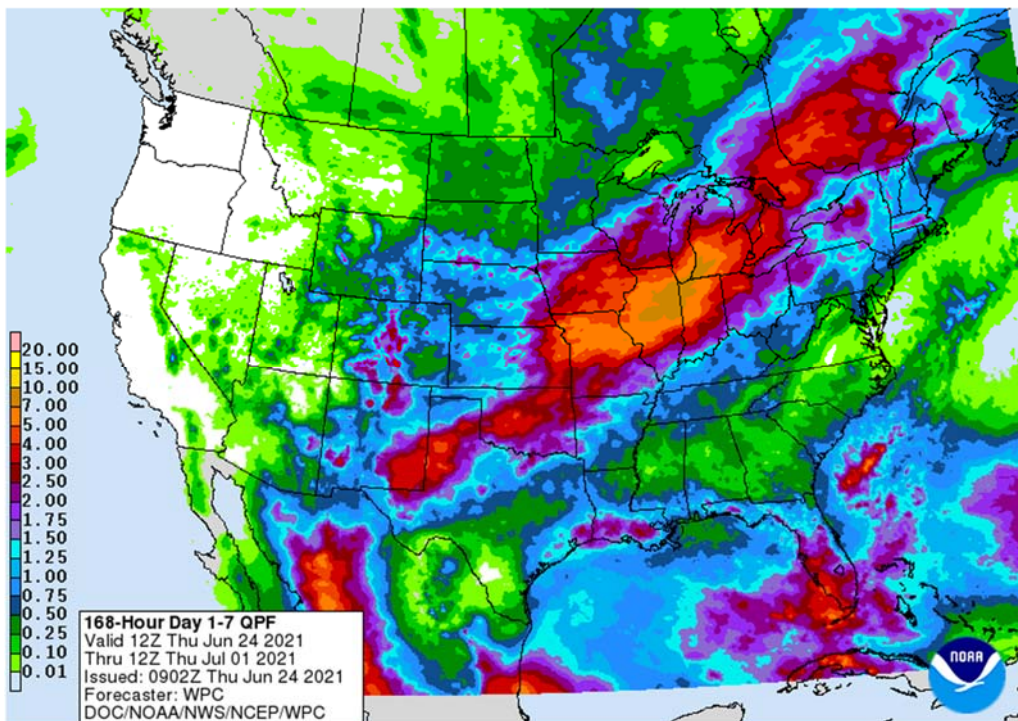 20.00
15.00
10.00
7.00
5.00
4.00
3.00
2.50
2.00
1.75
1.50
1.25
1.00
0.75
0.50
0.25
0.10
0.01
168-Hour Day 1-7 QPF
Valid 12Z Thu Jun 24 2021
Thru 12Z Thu Jul 01 2021
Issued: 0902Z Thu Jun 24 2021
Forecaster: WPC
DOC/NOAA/NWS/NCEP/WPC
NOAA